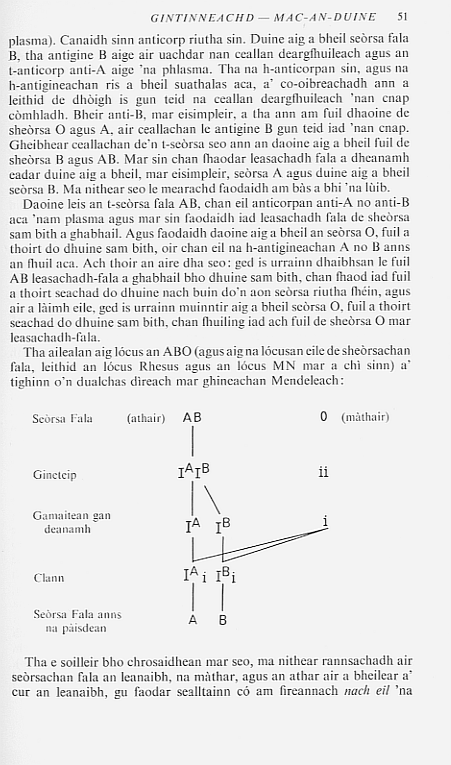 GINTINNEACHD — MAC-AN-DUINE 51
plasma). Canaidh sinn anticorp riutha sin. Duine aig a bheil seòrsa fala
B, tha antigine B aige air uachdar nan ceallan deargfhuileach agus an
t-anticorp anti-A aige 'na phlasma. Tha na h-anticorpan sin, agus na
h-antigineachan ris a bheil suathalas aca, a' co-oibreachadh ann a
leithid de dhòigh is gun teid na ceallan deargfhuileach 'nan cnap
còmhladh. Bheir anti-B, mar eisimpleir, a tha ann am fuil dhaoine de
sheòrsa O agus A, air ceallachan le antigine B gun teid iad 'nan cnap.
Gheibhear ceallachan de'n t-seòrsa seo ann an daoine aig a bheil fuil de
sheòrsa B agus AB. Mar sin chan fhaodar leasachadh fala a dheanamh
eadar duine aig a bheil, mar eisimpleir, seòrsa A agus duine aig a bheil
seòrsa B. Ma nithear seo le mearachd faodaidh am bàs a bhi 'na lùib.
Daoine leis an t-seòrsa fala AB, chan eil anticorpan anti-A no anti-B
aca 'nam plasma agus mar sin faodaidh iad leasachadh fala de sheòrsa
sam bith a ghabhail. Agus faodaidh daoine aig a bheil an seòrsa O, fuil a
thoirt do dhuine sam bith, oir chan eil na h-antigineachan A no B anns
an fhuil aca. Ach thoir an aire dha seo: ged is urrainn dhaibhsan le fuil
AB leasachadh-fala a ghabhail bho dhuine sam bith, chan fhaod iad fuil
a thoirt seachad do dhuine nach buin do'n aon seòrsa riutha fhéin, agus
air a làimh eile, ged is urrainn muinntir aig a bheil seòrsa O, fuil a thoirt
seachad do dhuine sam bith, chan fhuiling iad ach fuil de sheòrsa O mar
leasachadh-fala.
Tha ailealan aig lócus an ABO (agus aig na lócusan eile de sheòrsachan
fala, leithid an lócus Rhesus agus an lócus MN mar a chì sinn) a'
tighinn o'n dualchas dìreach mar ghineachan Mendeleach:
Seòrsa Fala (athair) AB O (màthair)
Gineteip I^A I^B ii
Gamaitean gan I^A I^B i
deanamh
Clann I^A i I^B i
Seòrsa Fala anns A B
na pàisdean
Tha e soilleir bho chrosaidhean mar seo, ma nithear rannsachadh air
seòrsachan fala an leanaibh, na màthar, agus an athar air a bheilear a'
cur an leanaibh, gu faodar sealltainn có am fireannach nach eil 'na